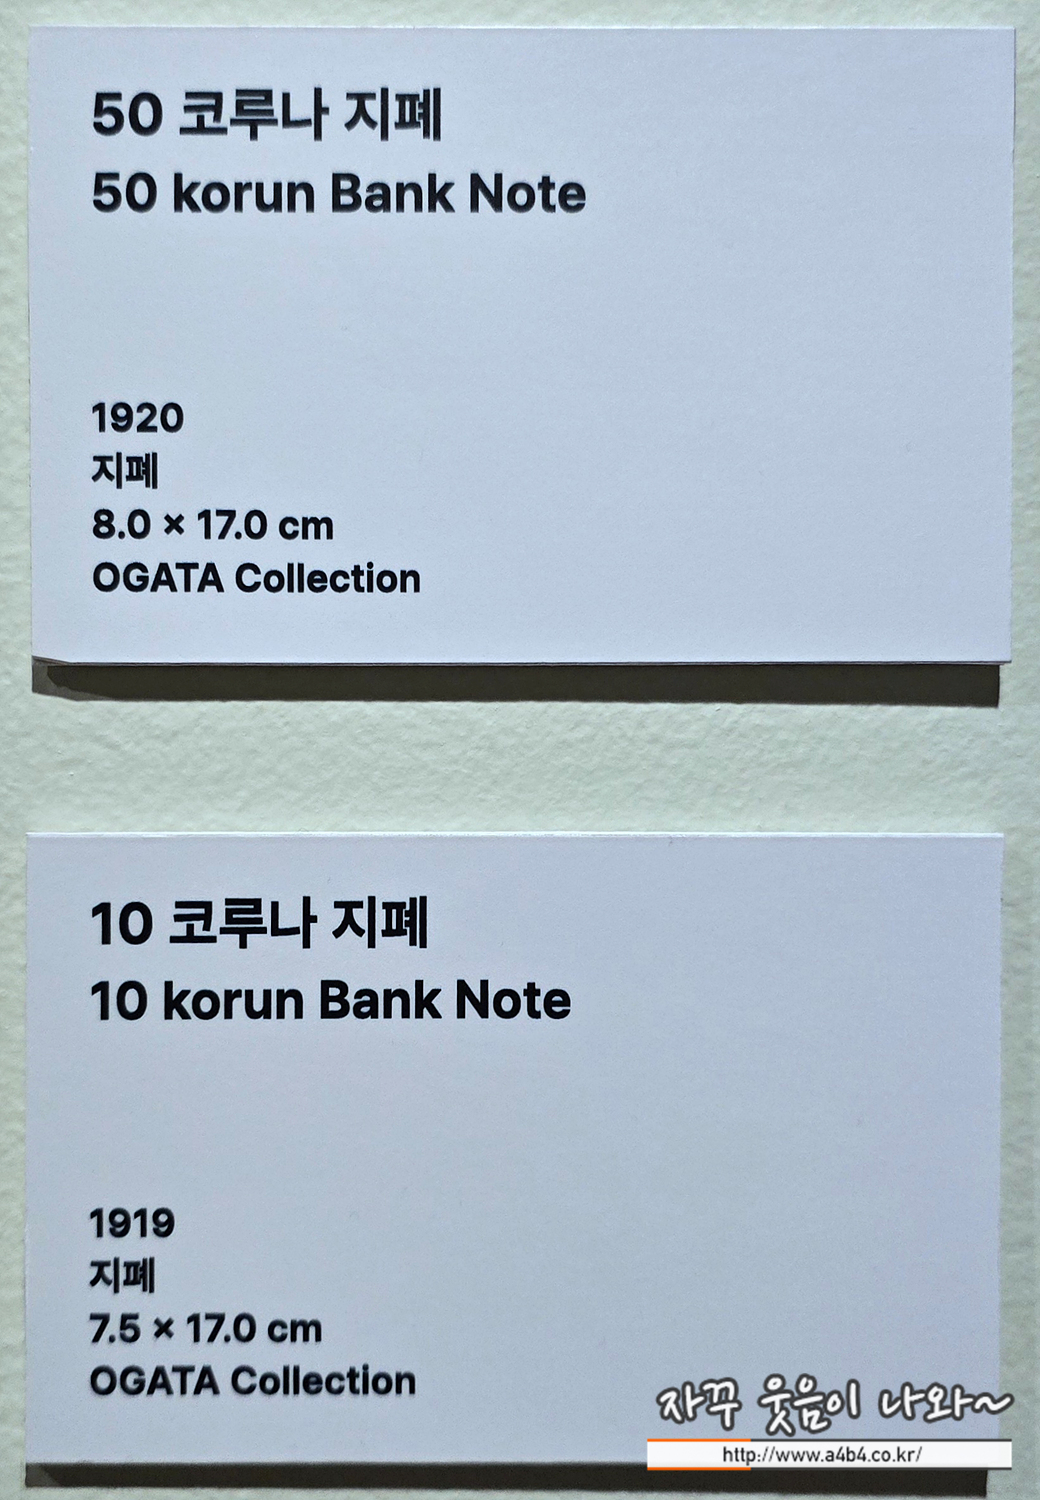 50 코루나 지폐
50 korun Bank Note
1920
지폐
8.0 × 17.0 cm
OGATA Collection
10 코루나 지폐
10 korun Bank Note
1919
지폐
7.5 × 17.0 cm
OGATA Collection
자꾸 웃음이 나와~
http://www.a4b4.co.kr/